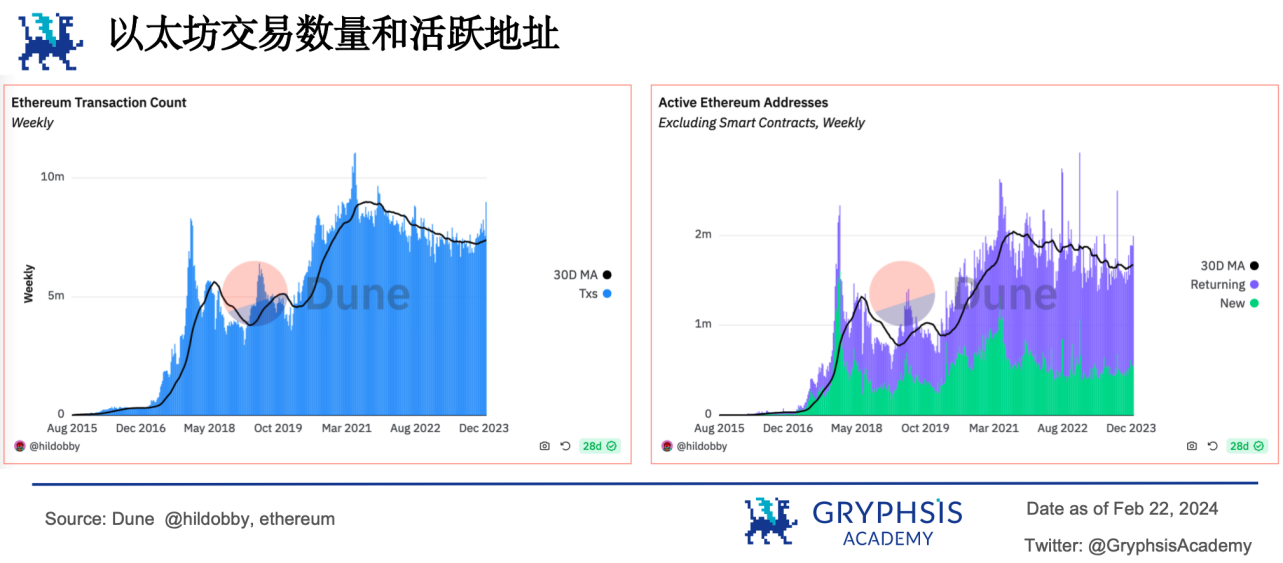 以太坊交易数量和活跃地址
Ethereum Transaction Count
Weekly
Weekly
10m
5m
0
Dune
30D MA
Txs
Aug 2015 Dec 2016 May 2018 Oct 2019 Mar 2021 Aug 2022 Dec 2023
@hildobby
28d
Active Ethereum Addresses
Excluding Smart Contracts, Weekly
2m
1m
0
Dune
30D MA
Returning
New
Aug 2015 Dec 2016 May 2018 Oct 2019 Mar 2021 Aug 2022 Dec 2023
@hildobby
28d
Source: Dune @hildobby, ethereum
GRYPHSIS
ACADEMY
Date as of Feb 22, 2024
Twitter: @GryphsisAcademy